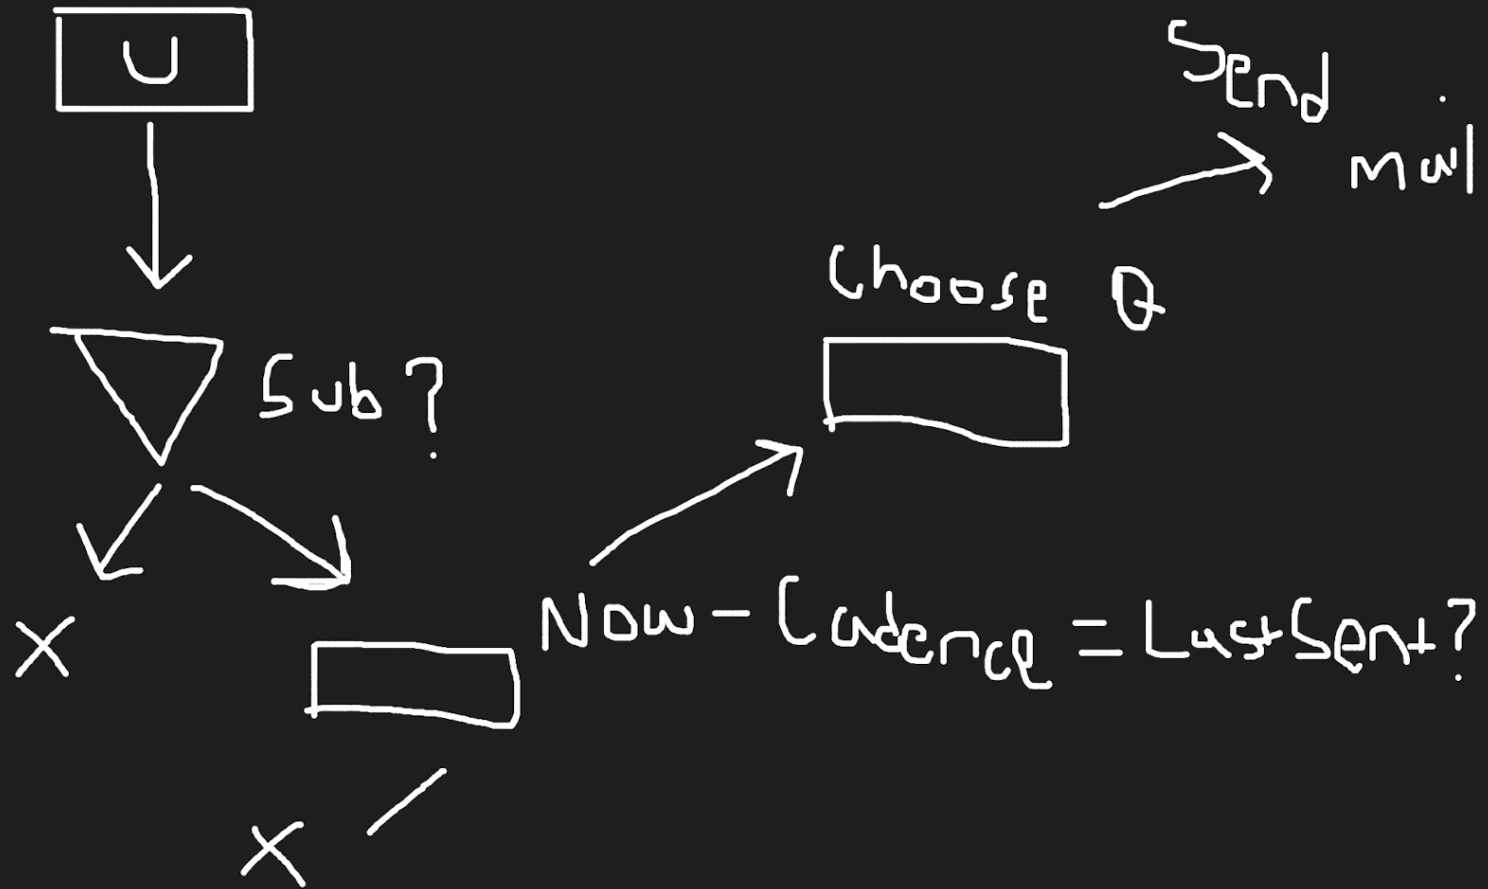 U
Sub?
X
Now - Cadence = LastSent?
X
Choose Q
Send
mail